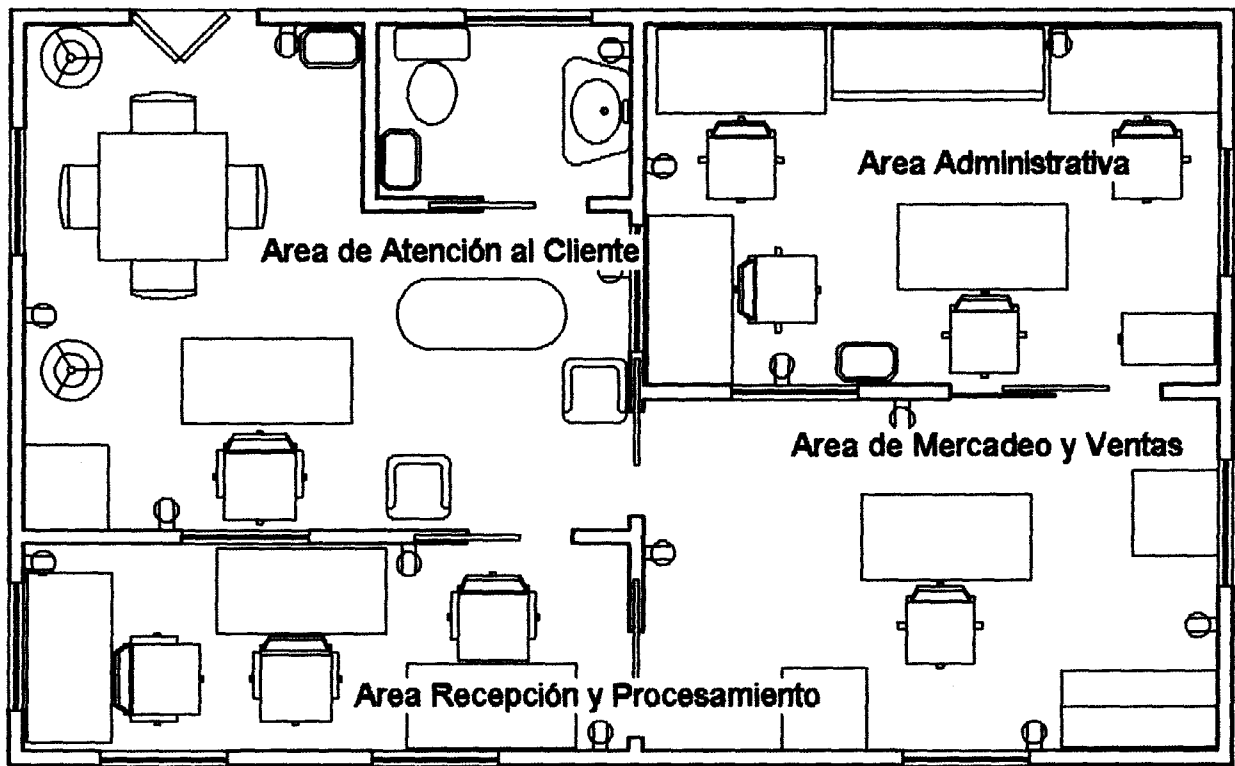 Area Administrativa
Area de Atención al Cliente
Area de Mercadeo y Ventas
Area Recepción y Procesamiento